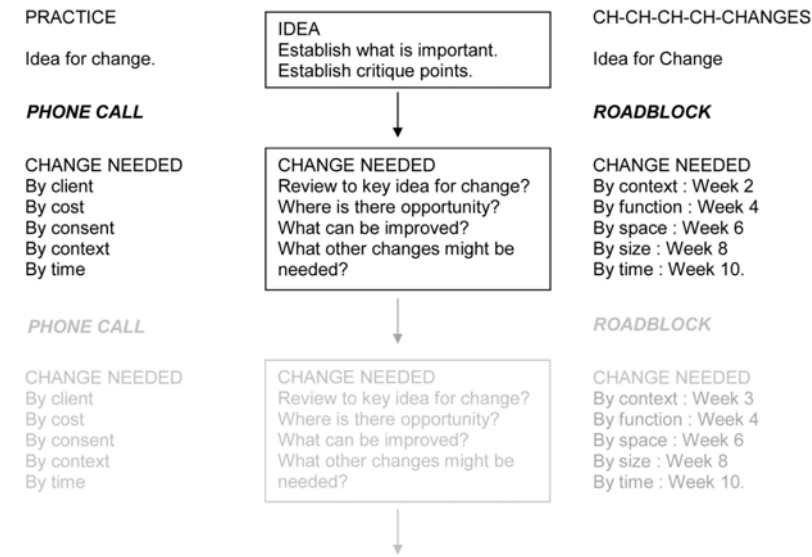 PRACTICE
Idea for change.
PHONE CALL
CHANGE NEEDED
By client
By cost
By consent
By context
By time
PHONE CALL
CHANGE NEEDED
By client
By cost
By consent
By context
By time
IDEA
Establish what is important.
Establish critique points.
CHANGE NEEDED
Review to key idea for change?
Where is there opportunity?
What can be improved?
What other changes might be
needed?
CHANGE NEEDED
Review to key idea for change?
Where is there opportunity?
What can be improved?
What other changes might be
needed?
CH-CH-CH-CH-CHANGES
Idea for Change
ROADBLOCK
CHANGE NEEDED
By context : Week 2
By function : Week 4
By space : Week 6
By size : Week 8
By time : Week 10.
ROADBLOCK
CHANGE NEEDED
By context : Week 3
By function : Week 4
By space : Week 6
By size : Week 8
By time : Week 10.